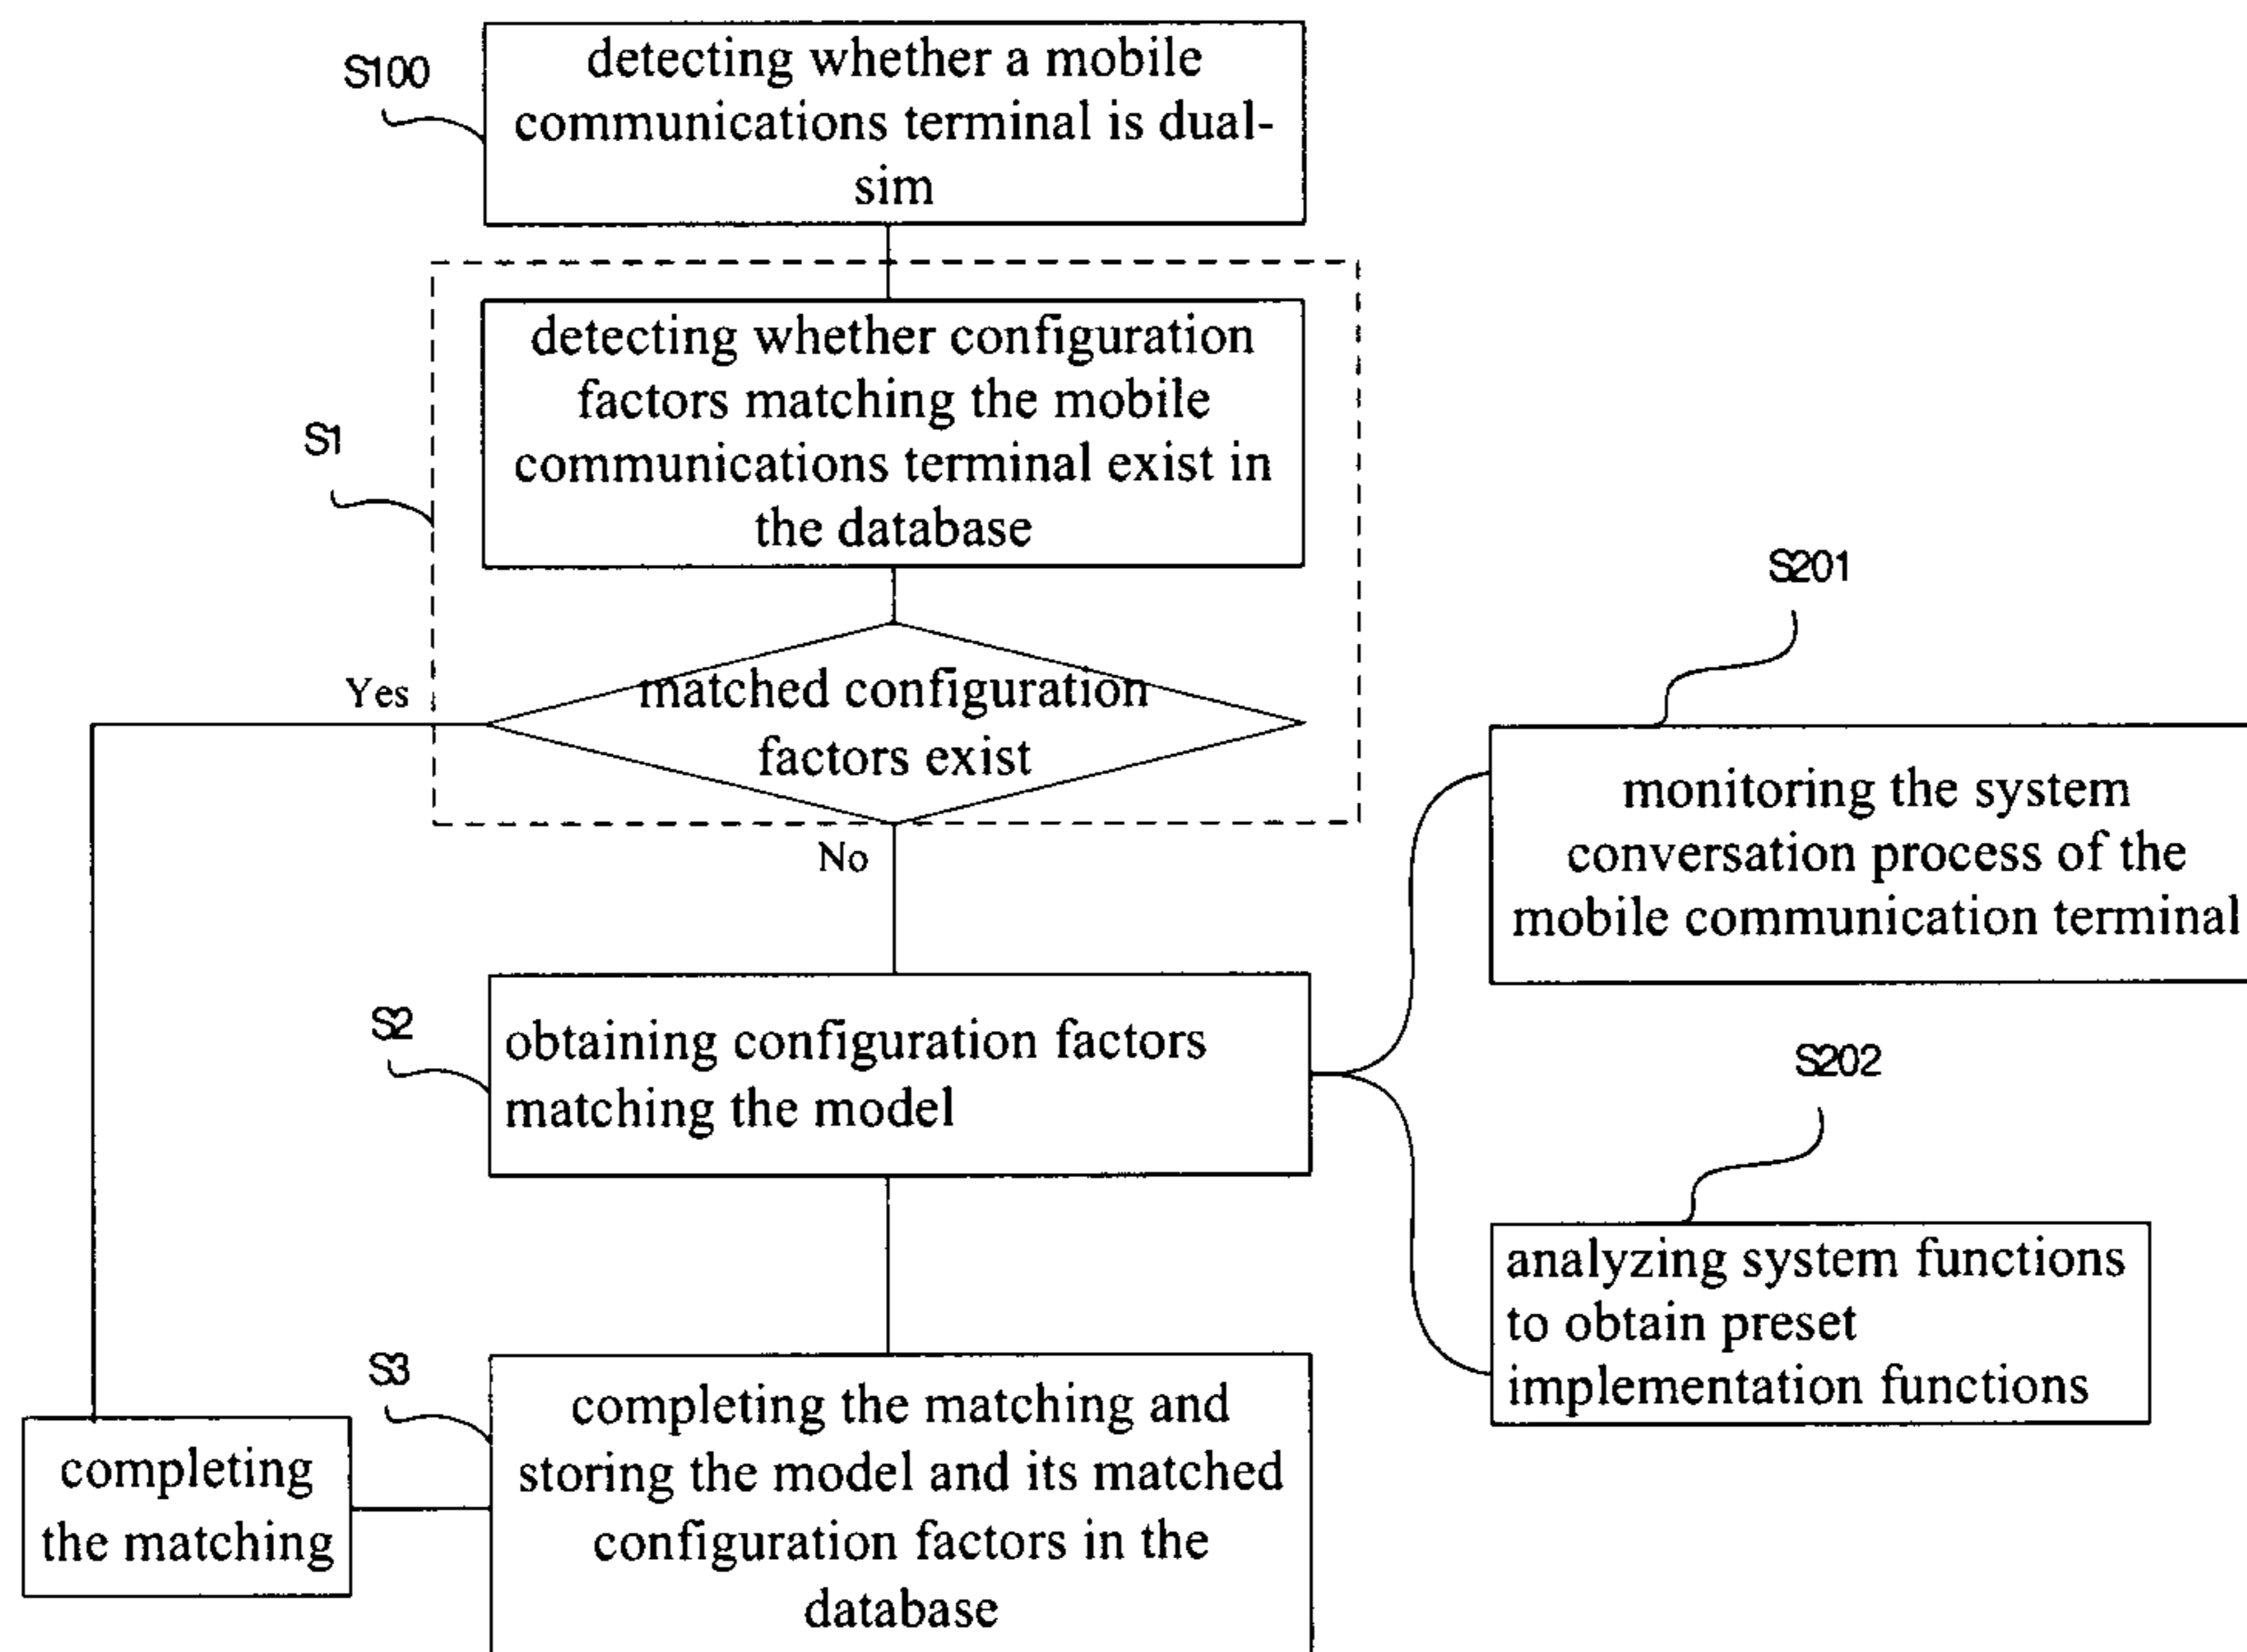 S100
detecting whether a mobile
communications terminal is dual-
sim
S1
detecting whether configuration
factors matching the mobile
communications terminal exist in
the database
Yes
matched configuration
factors exist
No
S201
monitoring the system
conversation process of the
mobile communication terminal
S2
obtaining configuration factors
matching the model
S202
analyzing system functions
to obtain preset
implementation functions
S3
completing the matching and
storing the model and its matched
configuration factors in the
database
completing
the matching